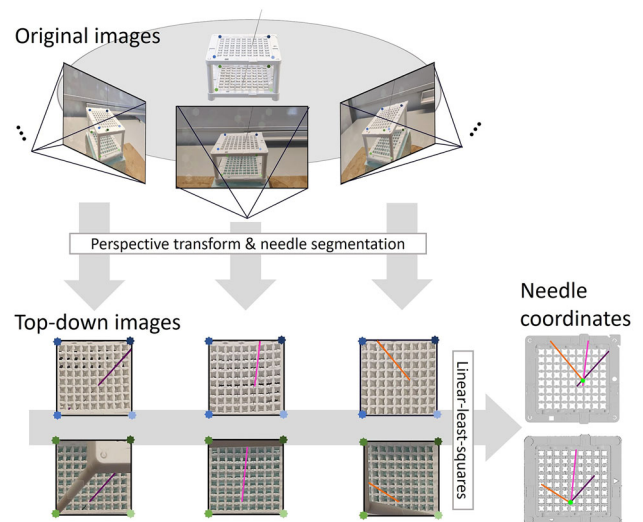 Original images
Perspective transform & needle segmentation
Top-down images
Needle
coordinates
Linear-least-squares